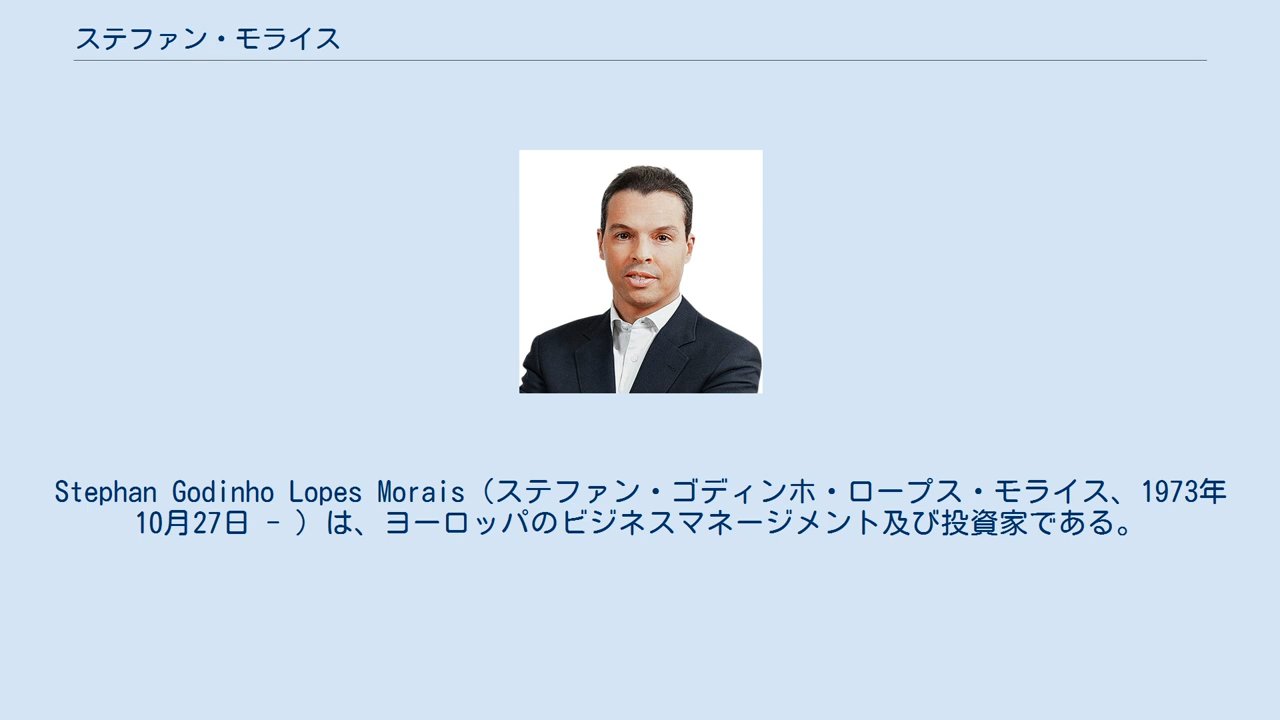 ステファン・モライス
Stephan Godinho Lopes Morais（ステファン・ゴディンホ・ロープス・モライス、1973年
10月27日 - ）は、ヨーロッパのビジネスマネージメント及び投資家である。